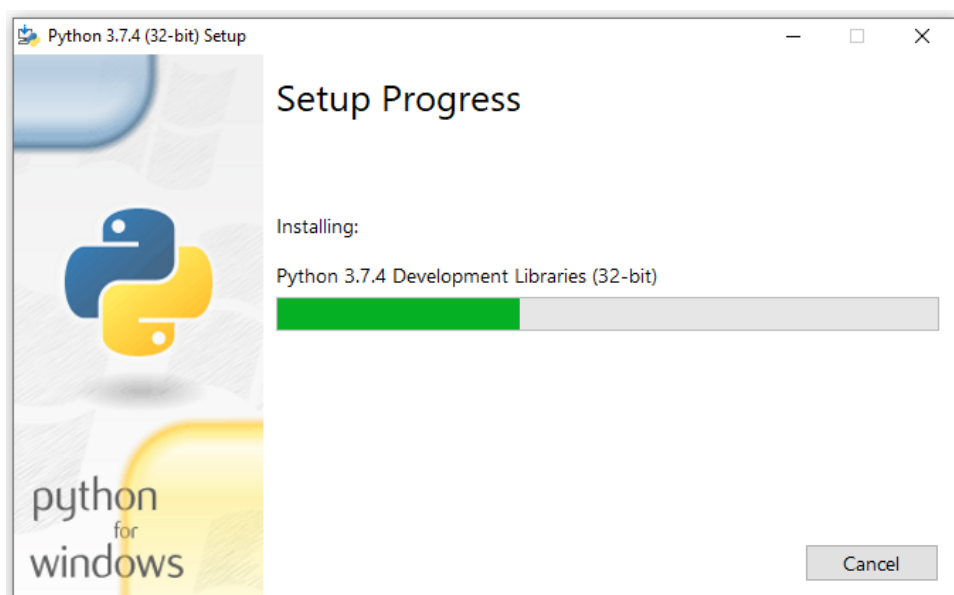 Python 3.7.4 (32-bit) Setup
Setup Progress
Installing:
Python 3.7.4 Development Libraries (32-bit)
python
for
windows
Cancel